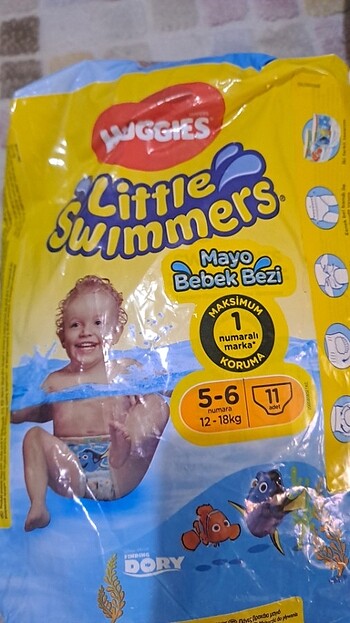 HUGGIES
Little
Swimmers®
Mayo
Bebek Bezi
MAKSİMUM
1
numaralı
marka*
KORUMA
5-6
numara
12-18kg
11
adet
FINDING
DORY